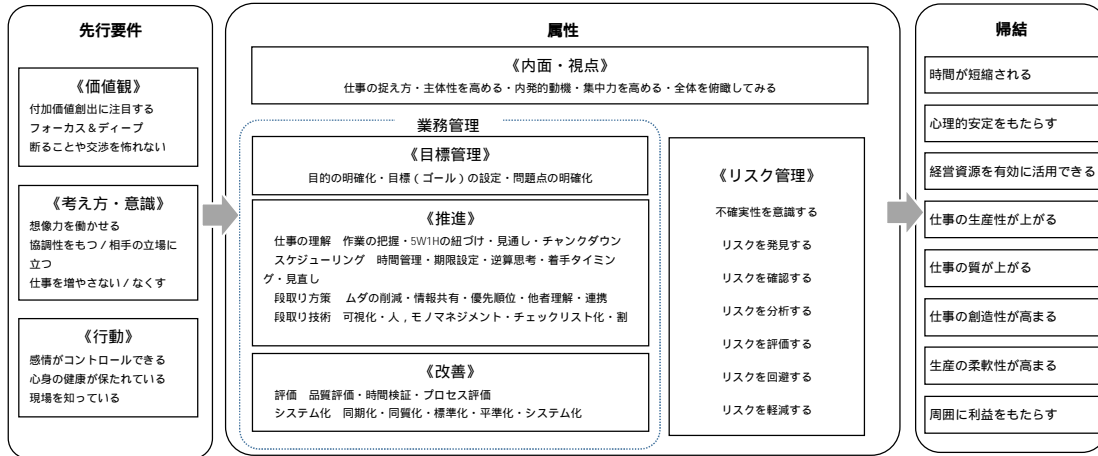 先行要件
《価値観》
付加価値創出に注目する
フォーカス＆ディープ
断ることや交渉を怖れない
《考え方・意識》
想像力を働かせる
協調性をもつ / 相手の立場に
立つ
仕事を増やさない / なくす
《行動》
感情がコントロールできる
心身の健康が保たれている
現場を知っている
属性
《内面・視点》
仕事の捉え方・主体性を高める・内発的動機・集中力を高める・全体を俯瞰してみる
業務管理
《目標管理》
目的の明確化・目標（ゴール）の設定・問題点の明確化
《推進》
仕事の理解　作業の把握・5W1Hの紐づけ・見通し・チャンクダウン
スケジューリング　時間管理・期限設定・逆算思考・着手タイミン
グ・見直し
段取り方策　ムダの削減・情報共有・優先順位・他者理解・連携
段取り技術　可視化・人，モノマネジメント・チェックリスト化・割
《改善》
評価　品質評価・時間検証・プロセス評価
システム化　同期化・同質化・標準化・平準化・システム化
《リスク管理》
不確実性を意識する
リスクを発見する
リスクを確認する
リスクを分析する
リスクを評価する
リスクを回避する
リスクを軽減する
帰結
時間が短縮される
心理的安定をもたらす
経営資源を有効に活用できる
仕事の生産性が上がる
仕事の質が上がる
仕事の創造性が高まる
生産の柔軟性が高まる
周囲に利益をもたらす